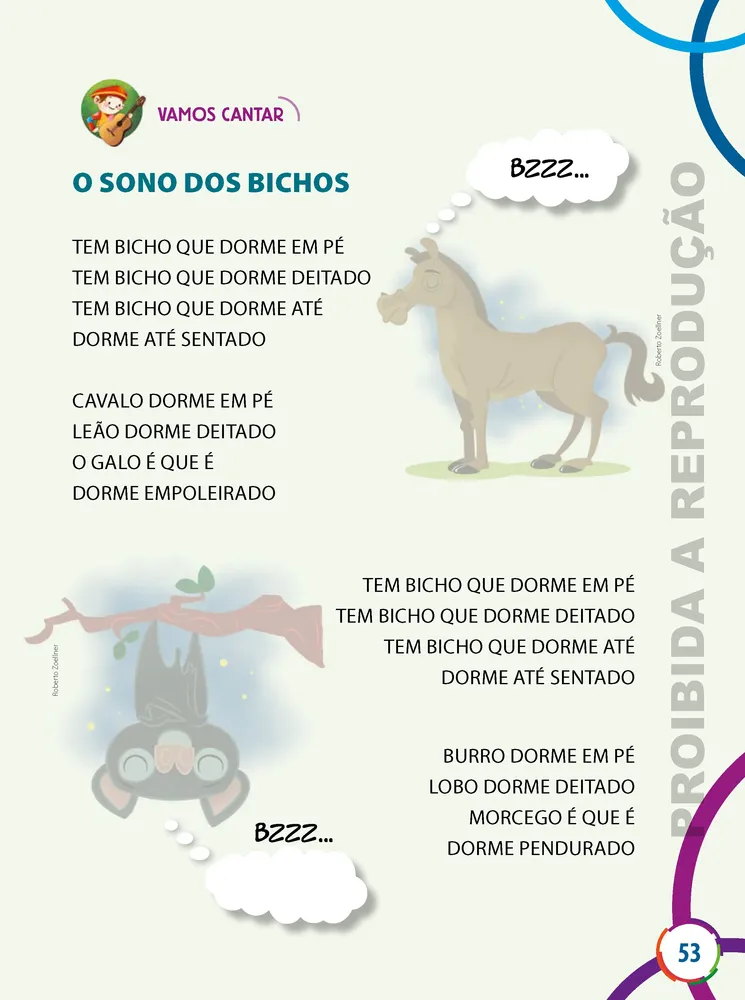 VAMOS CANTAR
O SONO DOS BICHOS
BZZZ...
TEM BICHO QUE DORME EM PÉ
TEM BICHO QUE DORME DEITADO
TEM BICHO QUE DORME ATÉ
DORME ATÉ SENTADO
CAVALO DORME EM PÉ
LEÃO DORME DEITADO
O GALO É QUE É
DORME EMPOLEIRADO
Roberto Zoellner
TEM BICHO QUE DORME EM PÉ
TEM BICHO QUE DORME DEITADO
TEM BICHO QUE DORME ATÉ
DORME ATÉ SENTADO
Roberto Zoellner
BURRO DORME EM PÉ
LOBO DORME DEITADO
MORCEGO É QUE É
DORME PENDURADO
BZZZ...
PROIBIDA A REPRODUÇÃO
53